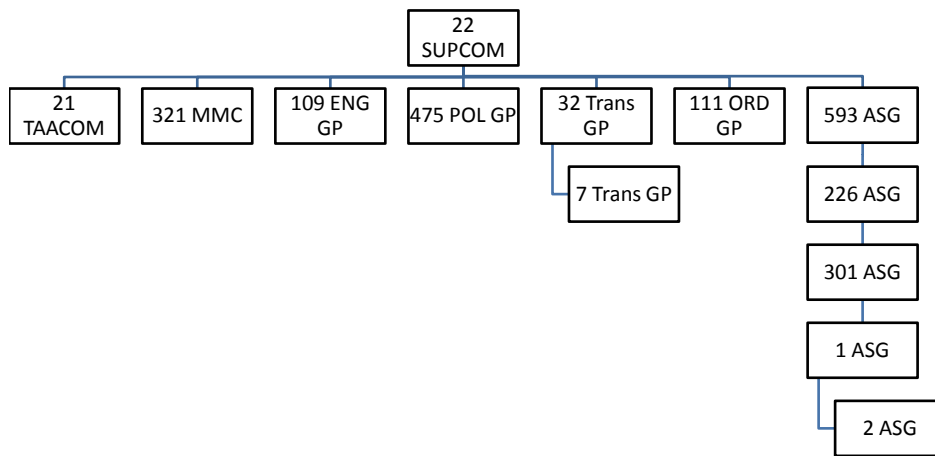 22
SUPCOM
21
TAACOM
321 MMC
109 ENG
GP
475 POL GP
32 Trans
GP
111 ORD
GP
593 ASG
7 Trans GP
226 ASG
301 ASG
1 ASG
2 ASG